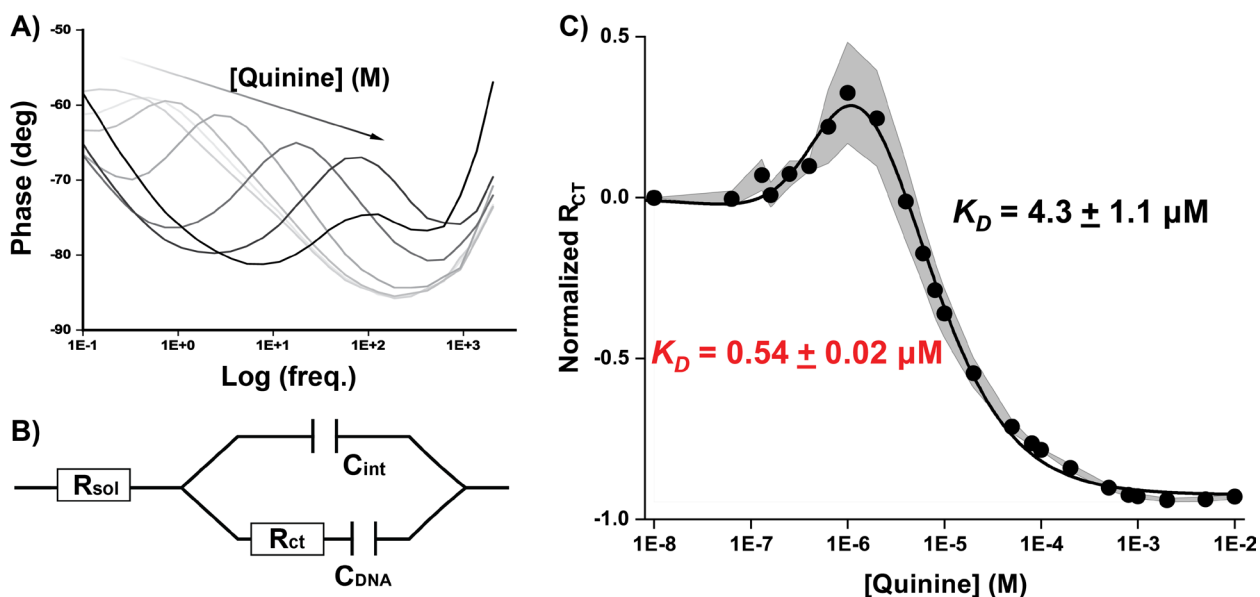 A)
-50
-60
-70
-80
-90
Phase (deg)
[Quinine] (M)
1E-1
1E+0
1E+1
1E+2
1E+3
Log (freq.)
B)
Rsol
Cint
Rct
CDNA
C)
0.5
0.0
-0.5
-1.0
Normalized RCT
KD = 4.3 ± 1.1 µM
KD = 0.54 ± 0.02 µM
1E-8
1E-7
1E-6
1E-5
1E-4
1E-3
1E-2
[Quinine] (M)